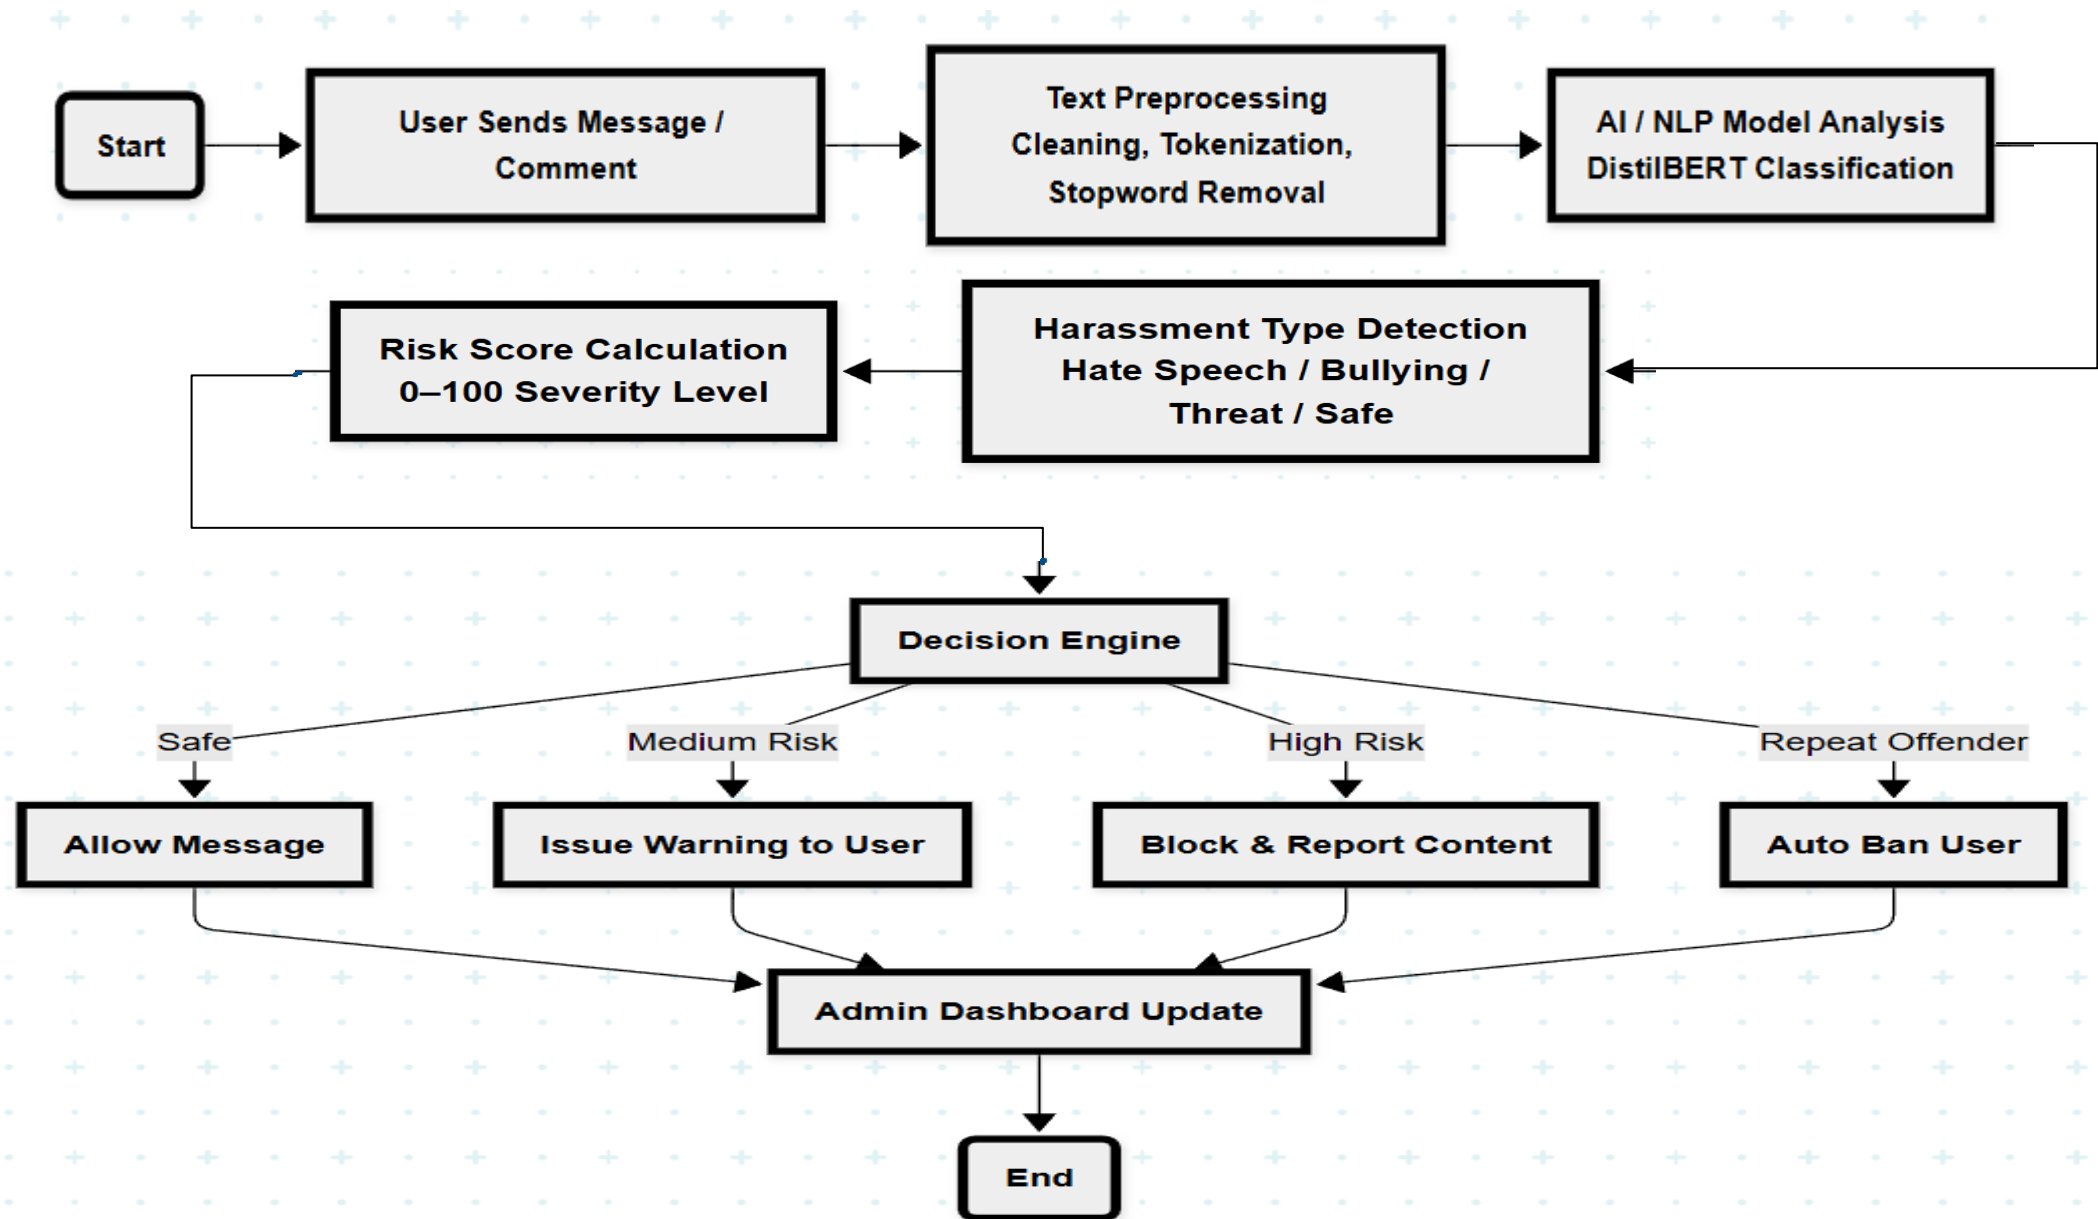 Start
User Sends Message /
Comment
Text Preprocessing
Cleaning, Tokenization,
Stopword Removal
AI / NLP Model Analysis
DistilBERT Classification
Risk Score Calculation
0–100 Severity Level
Harassment Type Detection
Hate Speech / Bullying /
Threat / Safe
Decision Engine
Safe
Medium Risk
High Risk
Repeat Offender
Allow Message
Issue Warning to User
Block & Report Content
Auto Ban User
Admin Dashboard Update
End